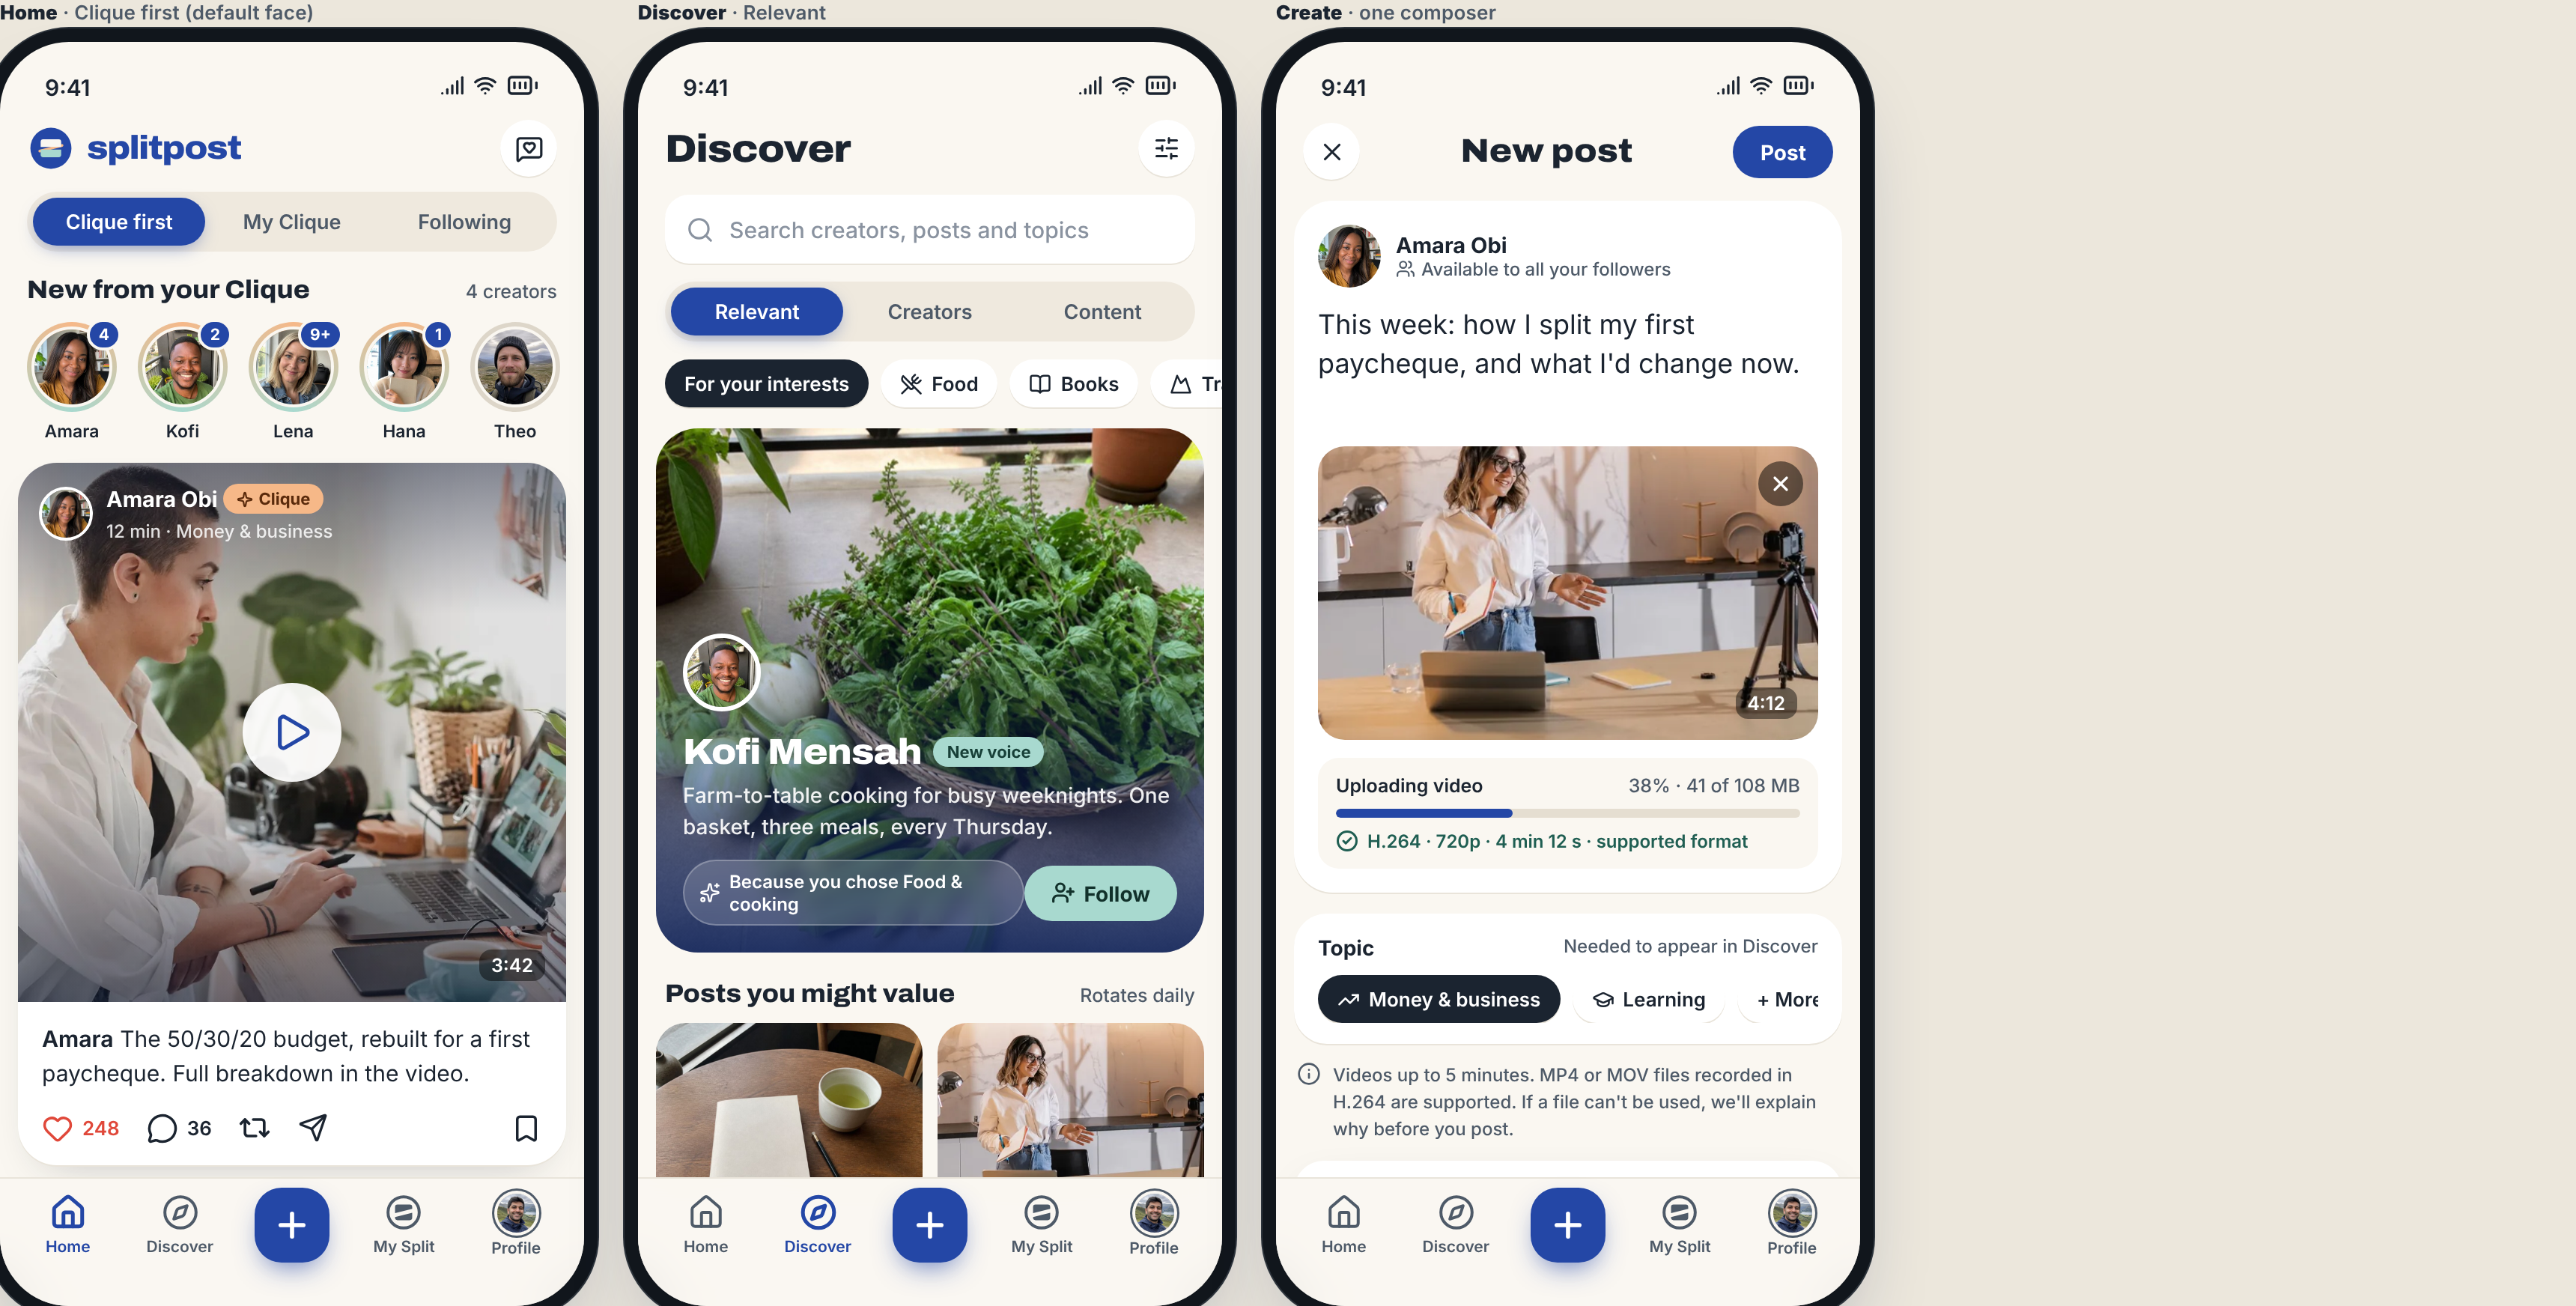 Home · Clique first (default face)
9:41
splitpost
Clique first
My Clique
Following
New from your Clique
4 creators
4
2
9+
1
Amara
Kofi
Lena
Hana
Theo
Amara Obi
Clique
12 min · Money & business
3:42
Amara The 50/30/20 budget, rebuilt for a first
paycheque. Full breakdown in the video.
248
36
Home
Discover
My Split
Profile
Discover · Relevant
9:41
Discover
Search creators, posts and topics
Relevant
Creators
Content
For your interests
Food
Books
Tr
Kofi Mensah
New voice
Farm-to-table cooking for busy weeknights. One
basket, three meals, every Thursday.
Because you chose Food &
cooking
Follow
Posts you might value
Rotates daily
Home
Discover
My Split
Profile
Create · one composer
9:41
New post
Post
Amara Obi
Available to all your followers
This week: how I split my first
paycheque, and what I'd change now.
4:12
Uploading video
38% · 41 of 108 MB
H.264 · 720p · 4 min 12 s · supported format
Topic
Needed to appear in Discover
Money & business
Learning
+ More
Videos up to 5 minutes. MP4 or MOV files recorded in
H.264 are supported. If a file can't be used, we'll explain
why before you post.
Home
Discover
My Split
Profile